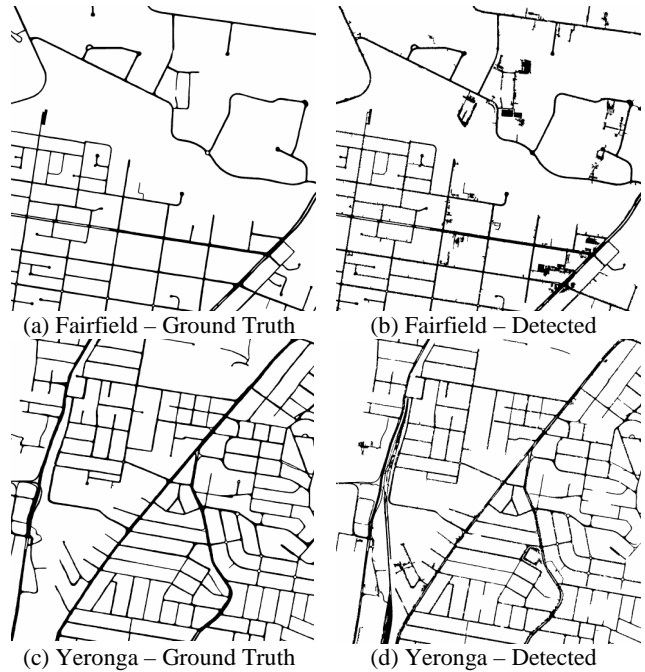 (a) Fairfield – Ground Truth
(b) Fairfield – Detected
(c) Yeronga – Ground Truth
(d) Yeronga – Detected